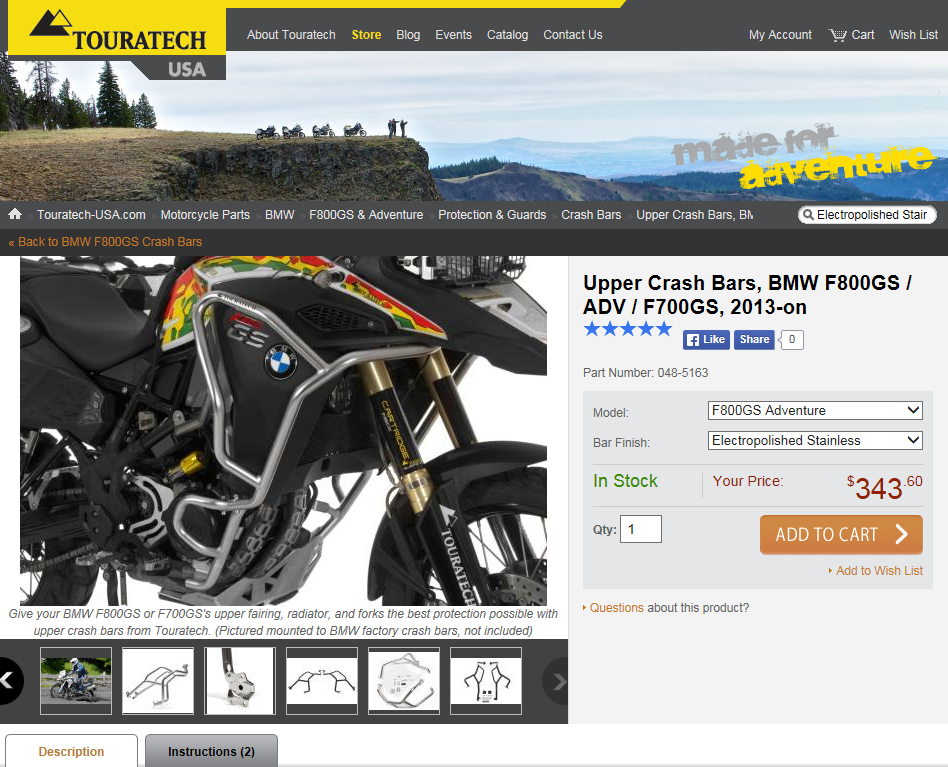 TOURATECH
USA
About Touratech Store Blog Events Catalog Contact Us My Account Cart Wish List
made for
adventure
Touratech-USA.com Motorcycle Parts BMW F800GS & Adventure Protection & Guards Crash Bars Upper Crash Bars, BM Electropolished Stair
« Back to BMW F800GS Crash Bars
GS
BMW
CARTRIDGE
TOURATECH
Upper Crash Bars, BMW F800GS /
ADV / F700GS, 2013-on
Like Share 0
Part Number: 048-5163
Model: F800GS Adventure
Bar Finish: Electropolished Stainless
In Stock Your Price: $343.60
Qty: 1 ADD TO CART
Add to Wish List
Questions about this product?
Give your BMW F800GS or F700GS's upper fairing, radiator, and forks the best protection possible with
upper crash bars from Touratech. (Pictured mounted to BMW factory crash bars, not included)
Description Instructions (2)